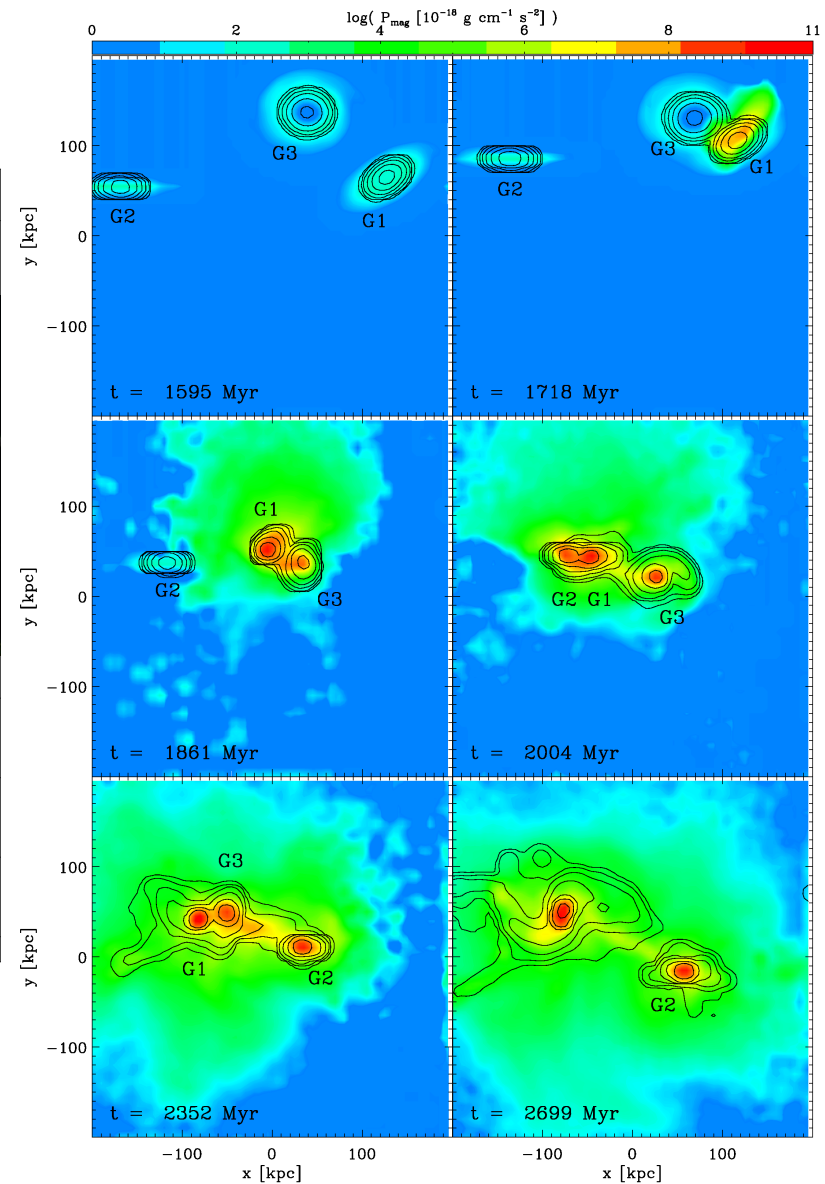 log( P_mag [10^-18 g cm^-1 s^-2] )
0 2 4 6 8 11
100
0
−100
y [kpc]
G3
G2
G1
t = 1595 Myr
G3
G1
G2
t = 1718 Myr
100
0
−100
y [kpc]
G1
G2
G3
t = 1861 Myr
G2 G1
G3
t = 2004 Myr
100
0
−100
y [kpc]
G3
G1
G2
t = 2352 Myr
G2
t = 2699 Myr
−100 0 100
x [kpc]
−100 0 100
x [kpc]